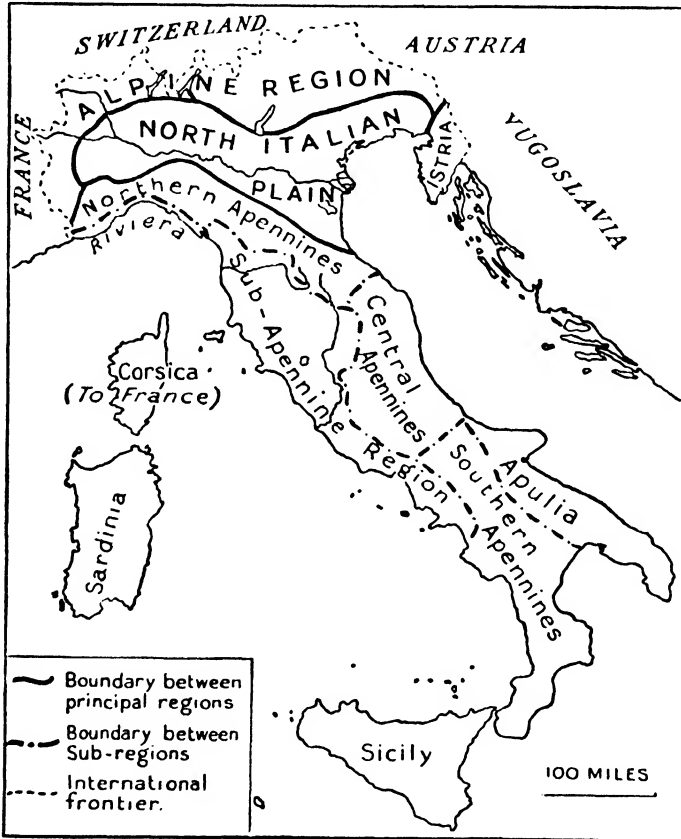 SWITZERLAND
AUSTRIA
ALPINE REGION
NORTH ITALIAN
PLAIN
ISTRIA
YUGOSLAVIA
FRANCE
Northern Apennines
Riviera
Sub-Apennine Region
Central
Apennines
Corsica
(To France)
Sardinia
Apulia
Southern
Apennines
Sicily
Boundary between
principal regions
Boundary between
Sub-regions
International
frontier.
100 MILES